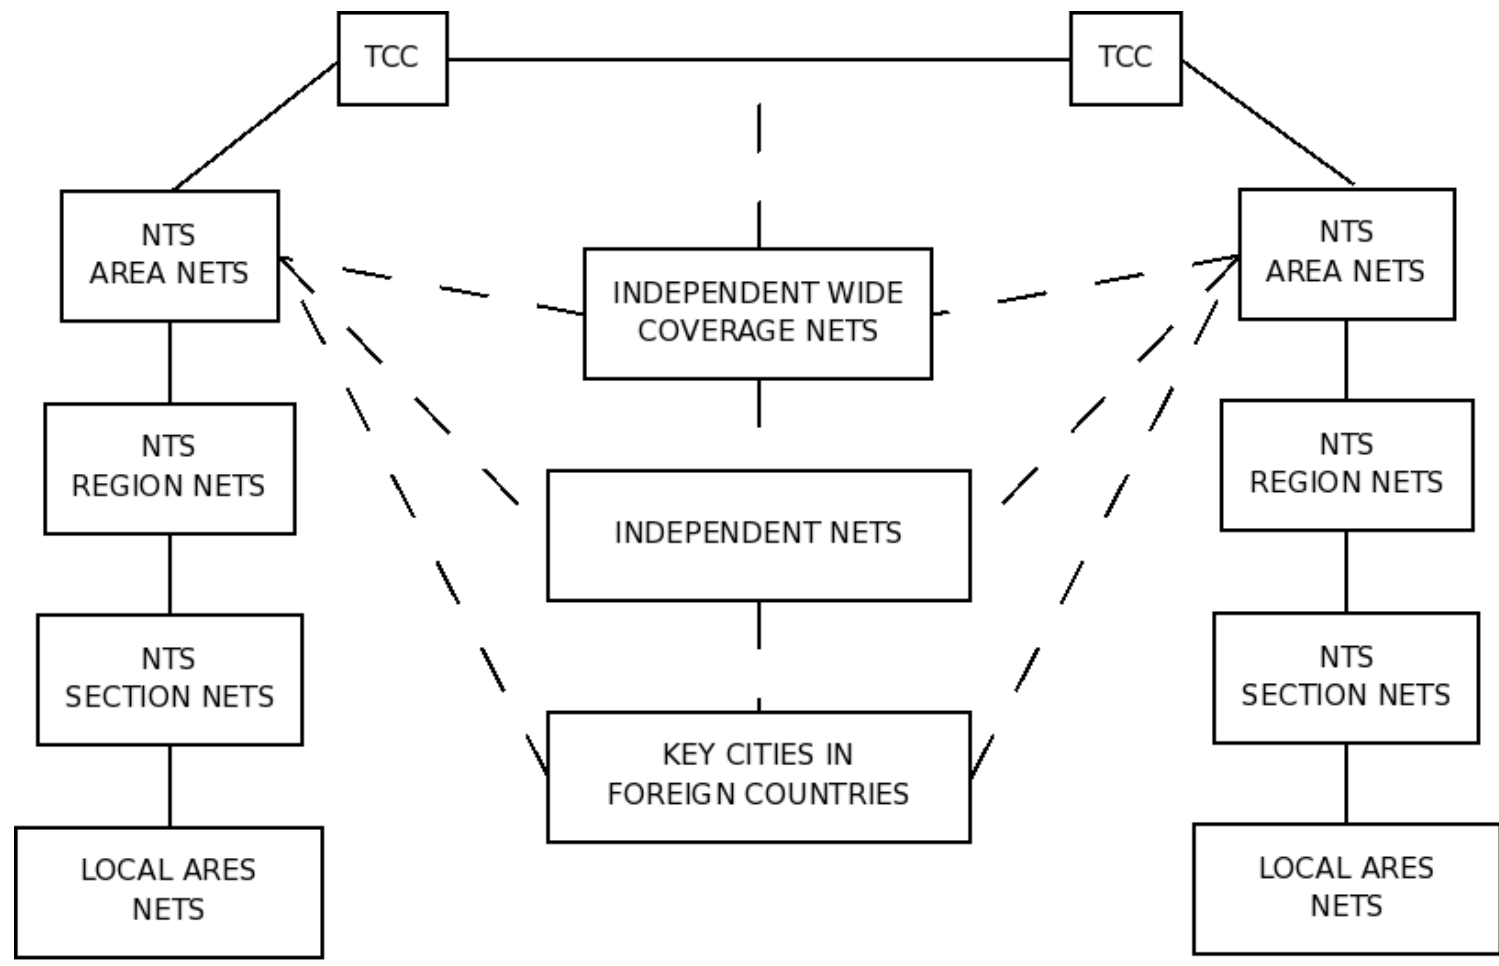 TCC
TCC
NTS
AREA NETS
NTS
AREA NETS
INDEPENDENT WIDE
COVERAGE NETS
NTS
REGION NETS
NTS
REGION NETS
INDEPENDENT NETS
NTS
SECTION NETS
NTS
SECTION NETS
KEY CITIES IN
FOREIGN COUNTRIES
LOCAL ARES
NETS
LOCAL ARES
NETS